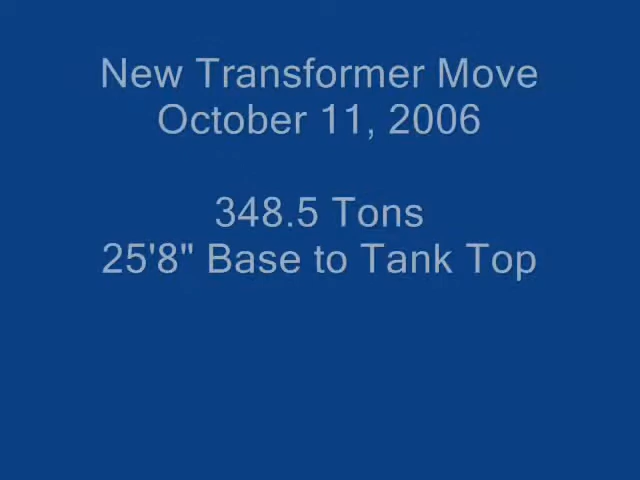 New Transformer Move
October 11, 2006
348.5 Tons
25'8" Base to Tank Top